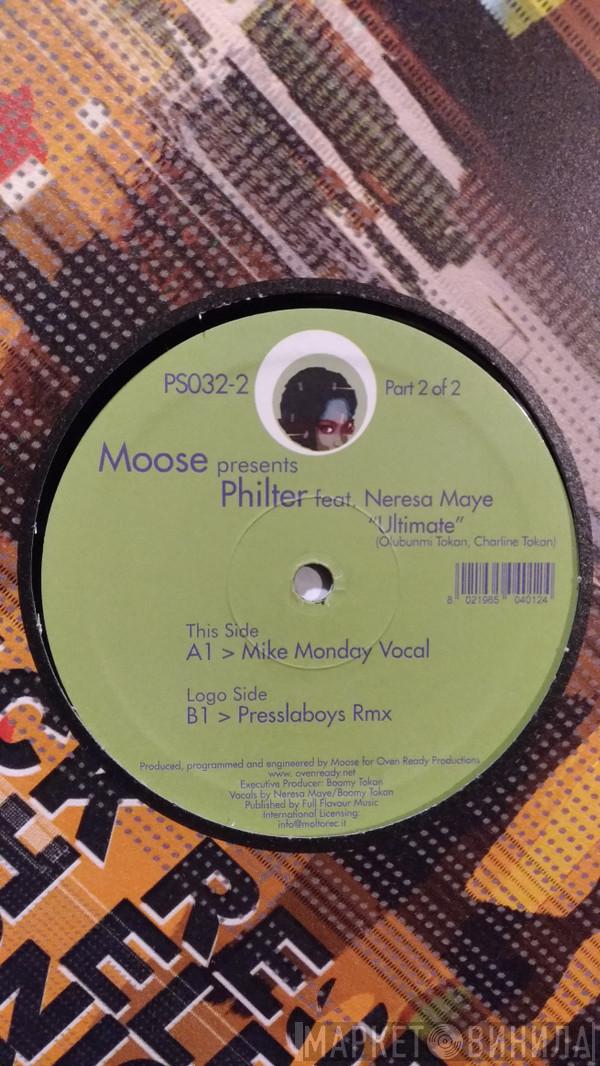 PS032-2
Part 2 of 2
Moose presents
Philter feat. Neresa Maye
"Ultimate"
(Olubunmi Tokan, Charline Tokan)
8 021965 040124
This Side
A1 > Mike Monday Vocal
Logo Side
B1 > Presslaboys Rmx
Produced, programmed and engineered by Moose for Oven Ready Productions
www. ovenready.net
Executive Producer: Boomy Tokan
Vocals by Neresa Maye/Boomy Tokan
Published by Full Flavour Music
International Licensing:
info@moltorec.it
МАРКЕТ ВИНИЛА